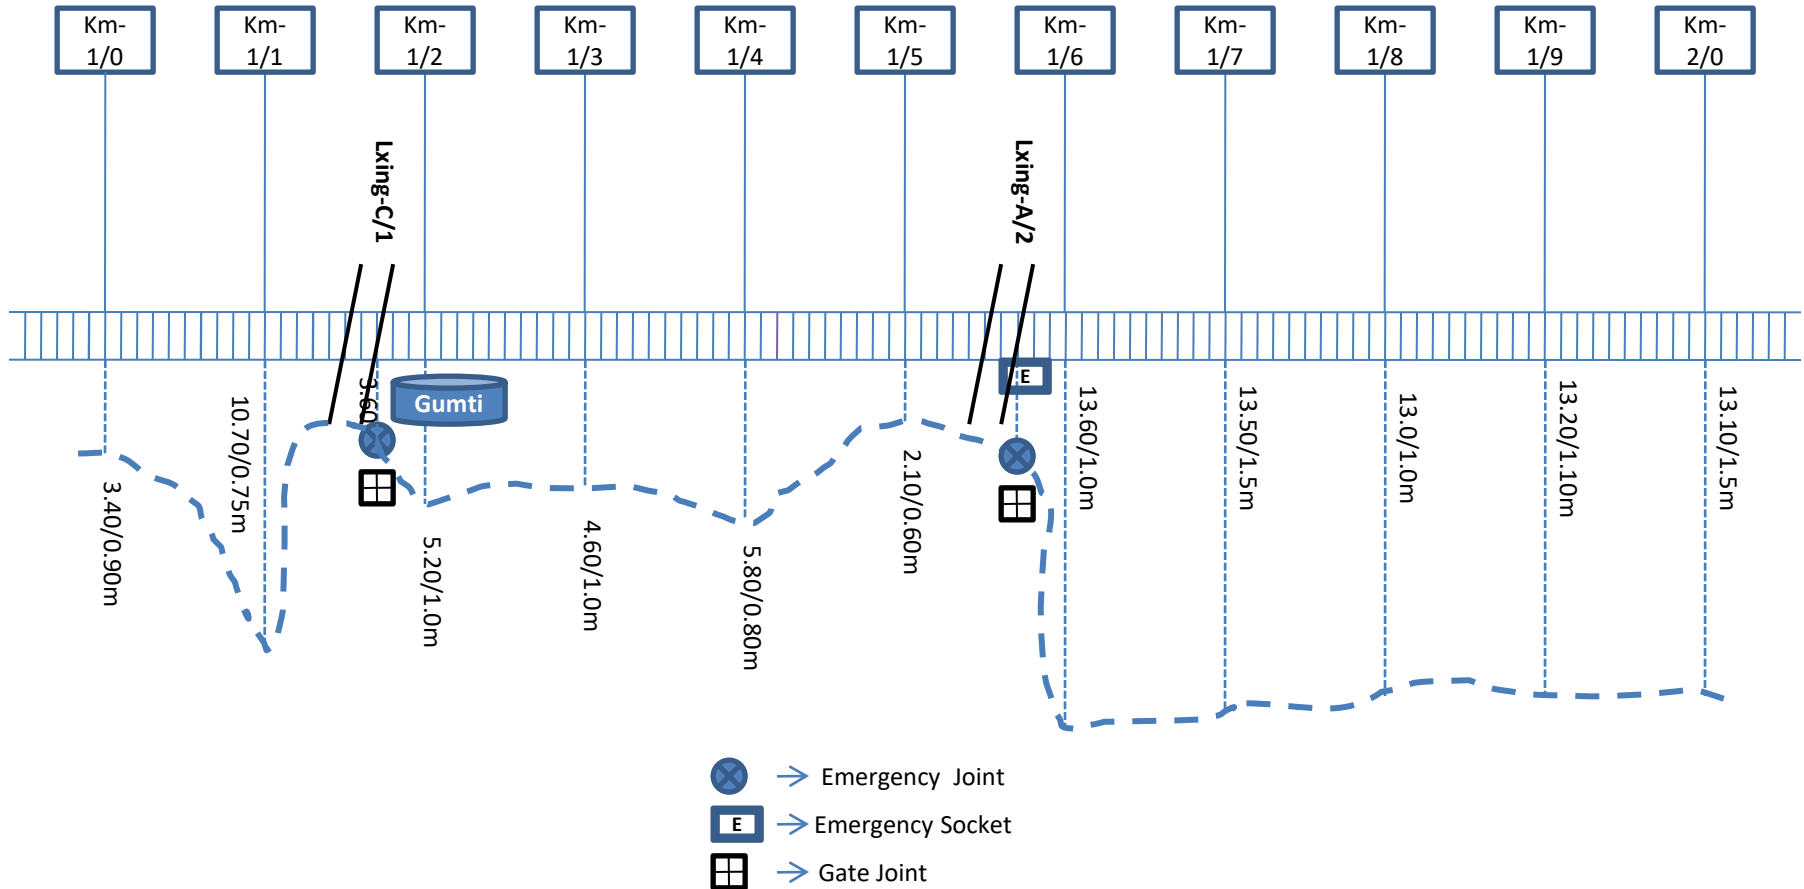 Km-
1/0
Km-
1/1
Km-
1/2
Km-
1/3
Km-
1/4
Km-
1/5
Km-
1/6
Km-
1/7
Km-
1/8
Km-
1/9
Km-
2/0
Lxing-C/1
Lxing-A/2
3.40/0.90m
10.70/0.75m
3.60
Gumti
5.20/1.0m
4.60/1.0m
5.80/0.80m
2.10/0.60m
E
13.60/1.0m
13.50/1.5m
13.0/1.0m
13.20/1.10m
13.10/1.5m
Emergency Joint
E
Emergency Socket
Gate Joint